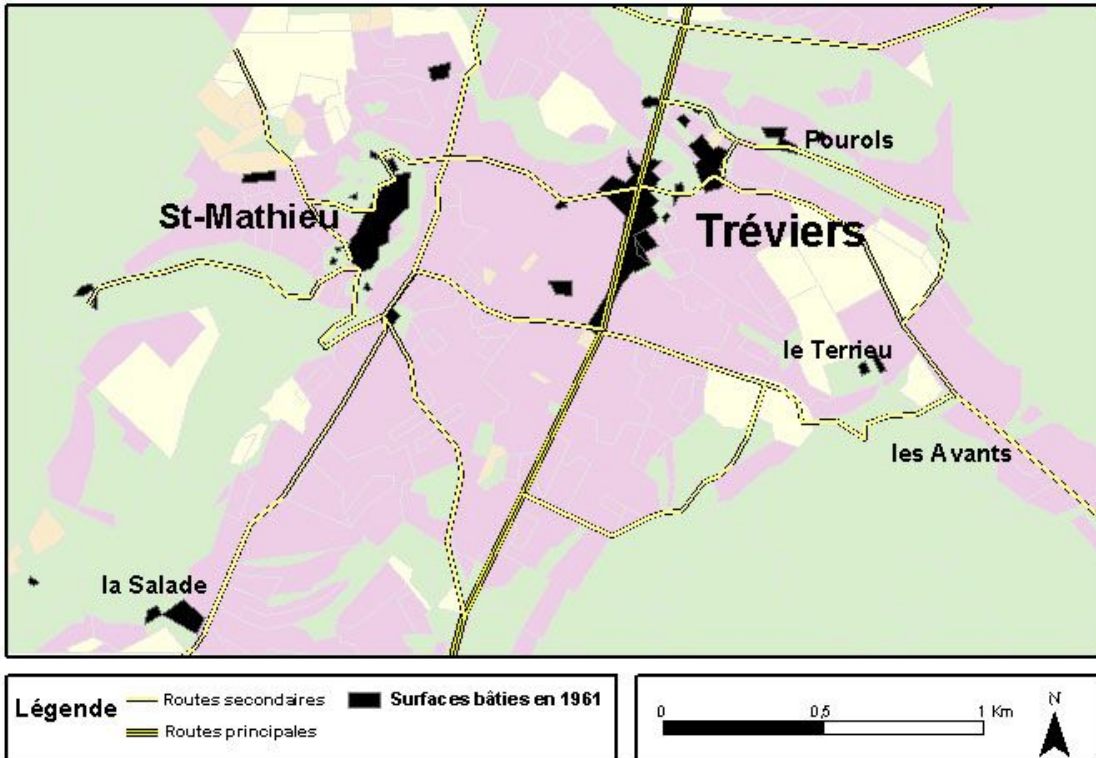 Pourols
St-Mathieu
Tréviers
le Terrieu
les Avants
la Salade
Légende
Routes secondaires
Surfaces bâties en 1961
Routes principales
0 0,5 1 Km
N